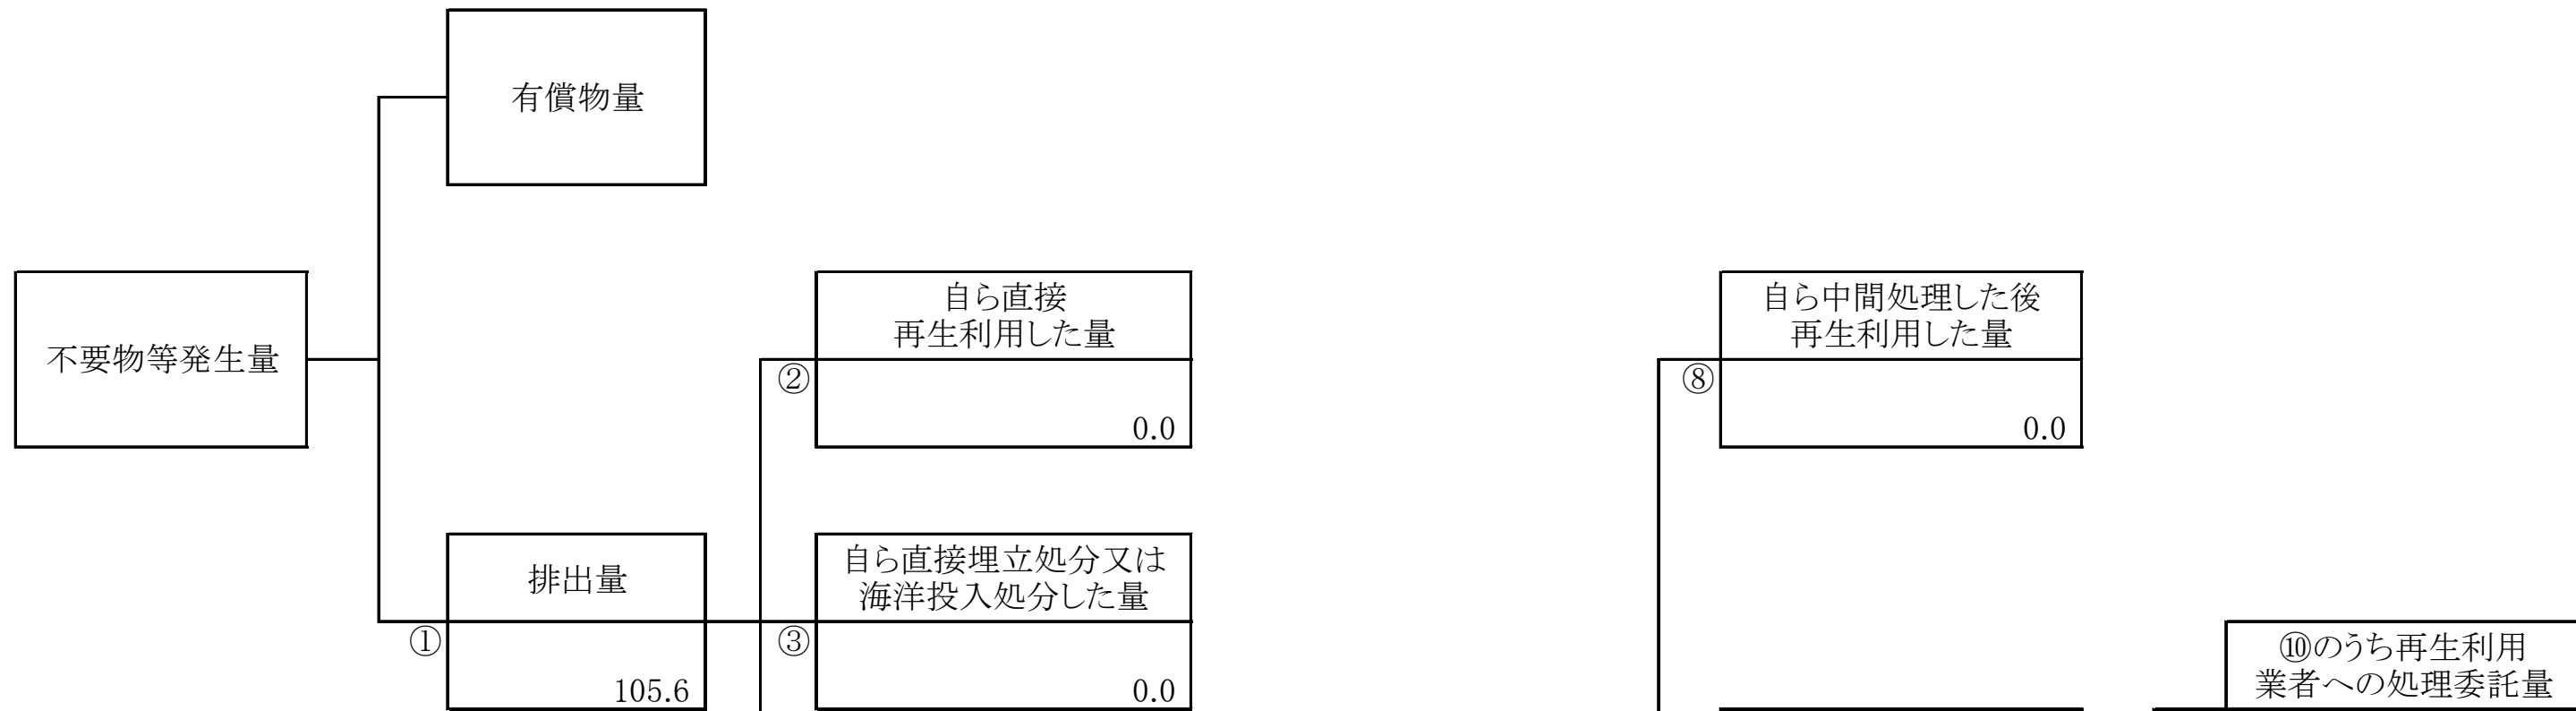 有償物量
不要物等発生量
自ら直接
再生利用した量
②
0.0
自ら中間処理した後
再生利用した量
⑧
0.0
排出量
①
105.6
自ら直接埋立処分又は
海洋投入処分した量
③
0.0
⑩のうち再生利用
業者への処理委託量